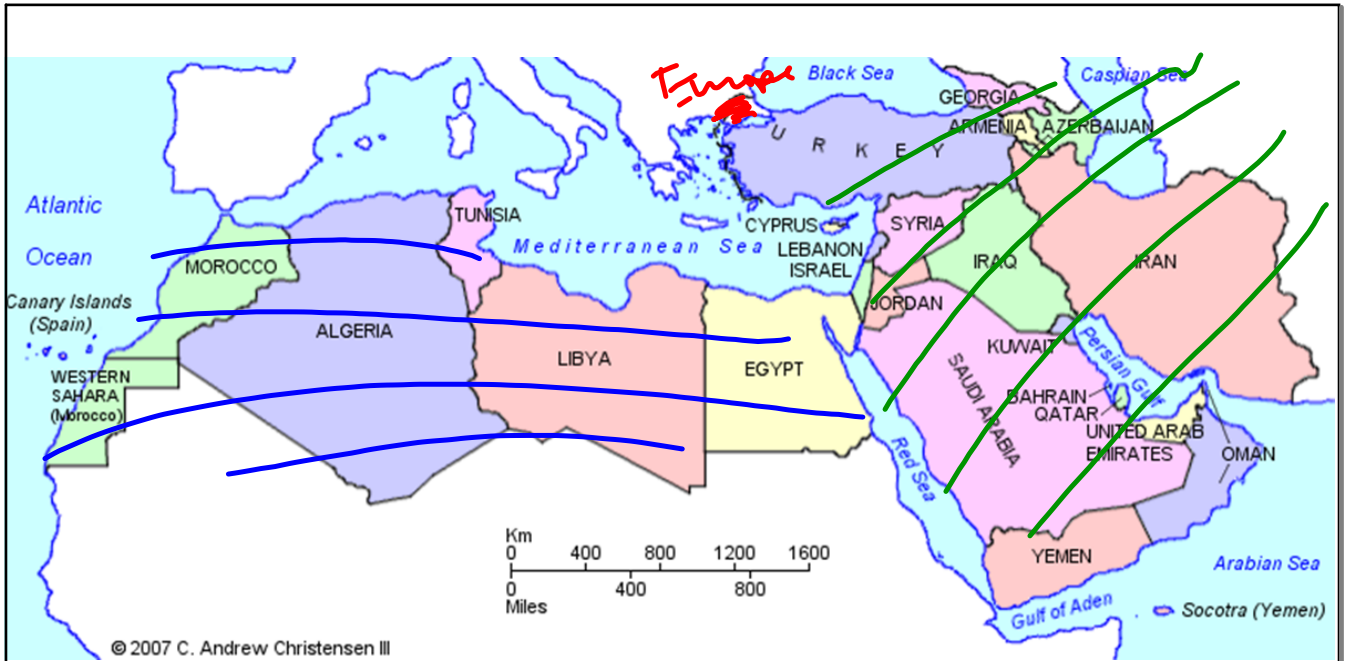 Europe
Black Sea
Caspian Sea
GEORGIA
ARMENIA
AZERBAIJAN
TURKEY
Atlantic
Ocean
TUNISIA
CYPRUS
SYRIA
Mediterranean Sea
LEBANON
ISRAEL
MOROCCO
IRAQ
IRAN
Canary Islands
(Spain)
JORDAN
ALGERIA
LIBYA
EGYPT
KUWAIT
Persian Gulf
WESTERN
SAHARA
(Morocco)
SAUDI ARABIA
BAHRAIN
QATAR
UNITED ARAB
EMIRATES
OMAN
Red Sea
Km
0 400 800 1200 1600
0 400 800
Miles
YEMEN
Arabian Sea
Gulf of Aden
Socotra (Yemen)
© 2007 C. Andrew Christensen III